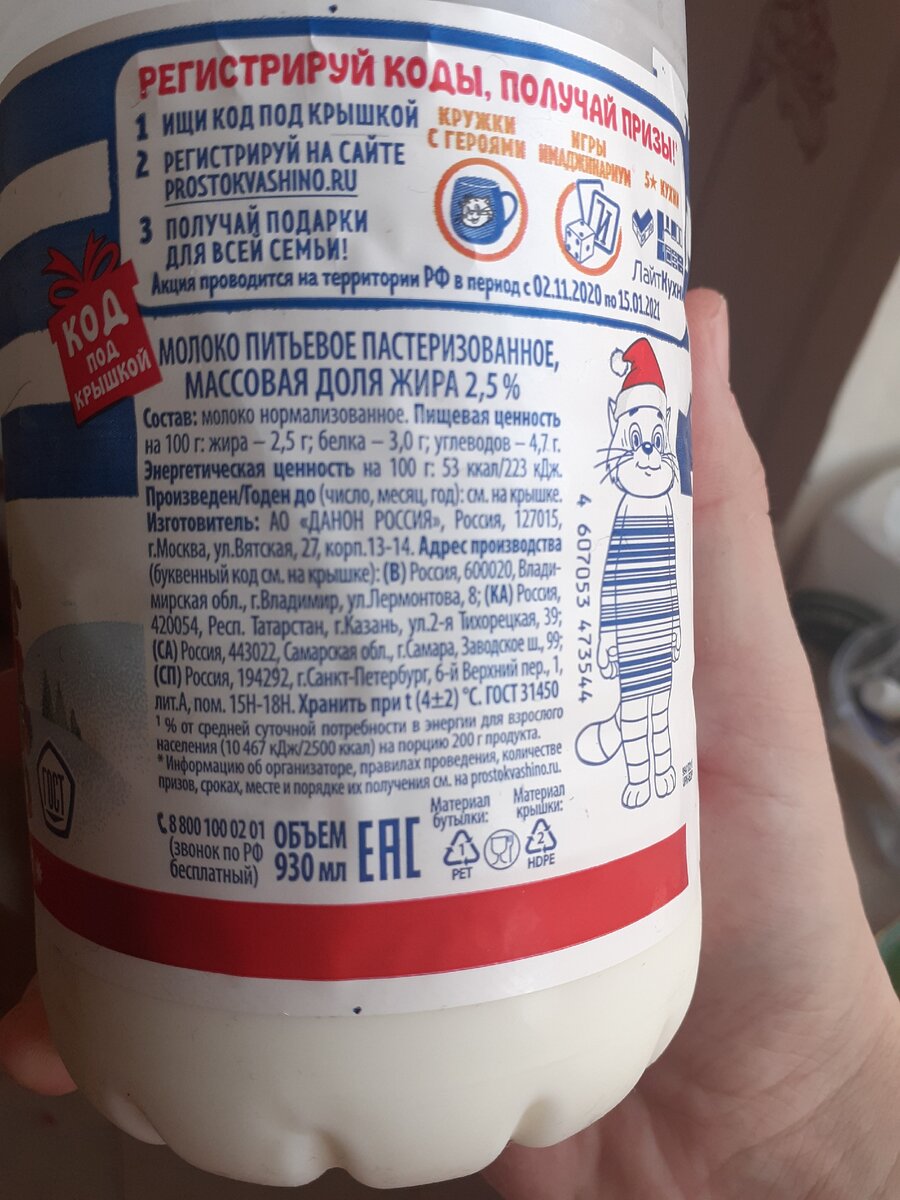 РЕГИСТРИРУЙ КОДЫ, ПОЛУЧАЙ ПРИЗЫ!*
1 ИЩИ КОД ПОД КРЫШКОЙ
2 РЕГИСТРИРУЙ НА САЙТЕ
PROSTOKVASHINO.RU
3 ПОЛУЧАЙ ПОДАРКИ
ДЛЯ ВСЕЙ СЕМЬИ!
КРУЖКИ
С ГЕРОЯМИ
ИГРЫ
ИМАДЖИНАРИУМ
И
5★ КУХНИ
ЛайтКухни
Акция проводится на территории РФ в период с 02.11.2020 по 15.01.2021
КОД
ПОД
КРЫШКОЙ
МОЛОКО ПИТЬЕВОЕ ПАСТЕРИЗОВАННОЕ,
МАССОВАЯ ДОЛЯ ЖИРА 2,5 %
Состав: молоко нормализованное. Пищевая ценность
на 100 г: жира – 2,5 г; белка – 3,0 г; углеводов – 4,7 г.
Энергетическая ценность на 100 г: 53 ккал/223 кДж.
Произведен/Годен до (число, месяц, год): см. на крышке.
Изготовитель: АО «ДАНОН РОССИЯ», Россия, 127015,
г.Москва, ул.Вятская, 27, корп.13-14. Адрес производства
(буквенный код см. на крышке): (В) Россия, 600020, Влади-
мирская обл., г.Владимир, ул.Лермонтова, 8; (КА) Россия,
420054, Респ. Татарстан, г.Казань, ул.2-я Тихорецкая, 39;
(СА) Россия, 443022, Самарская обл., г.Самара, Заводское ш., 99;
(СП) Россия, 194292, г.Санкт-Петербург, 6-й Верхний пер., 1,
лит.А, пом. 15Н-18Н. Хранить при t (4±2) °С. ГОСТ 31450
¹ % от средней суточной потребности в энергии для взрослого
населения (10 467 кДж/2500 ккал) на порцию 200 г продукта.
* Информацию об организаторе, правилах проведения, количестве
призов, сроках, месте и порядке их получения см. на prostokvashino.ru.
4 607053 473544
ГОСТ
8 800 100 02 01
(звонок по РФ
бесплатный)
ОБЪЕМ
930 мл
EAC
Материал
бутылки:
1
PET
Материал
крышки:
2
HDPE